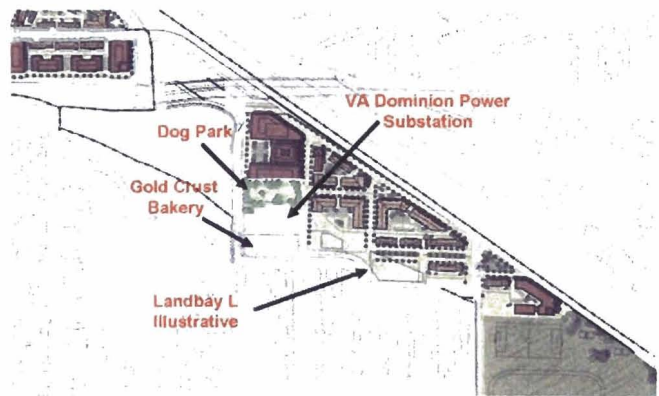 VA Dominion Power
Substation
Dog Park
Gold Crust
Bakery
Landbay L
Illustrative